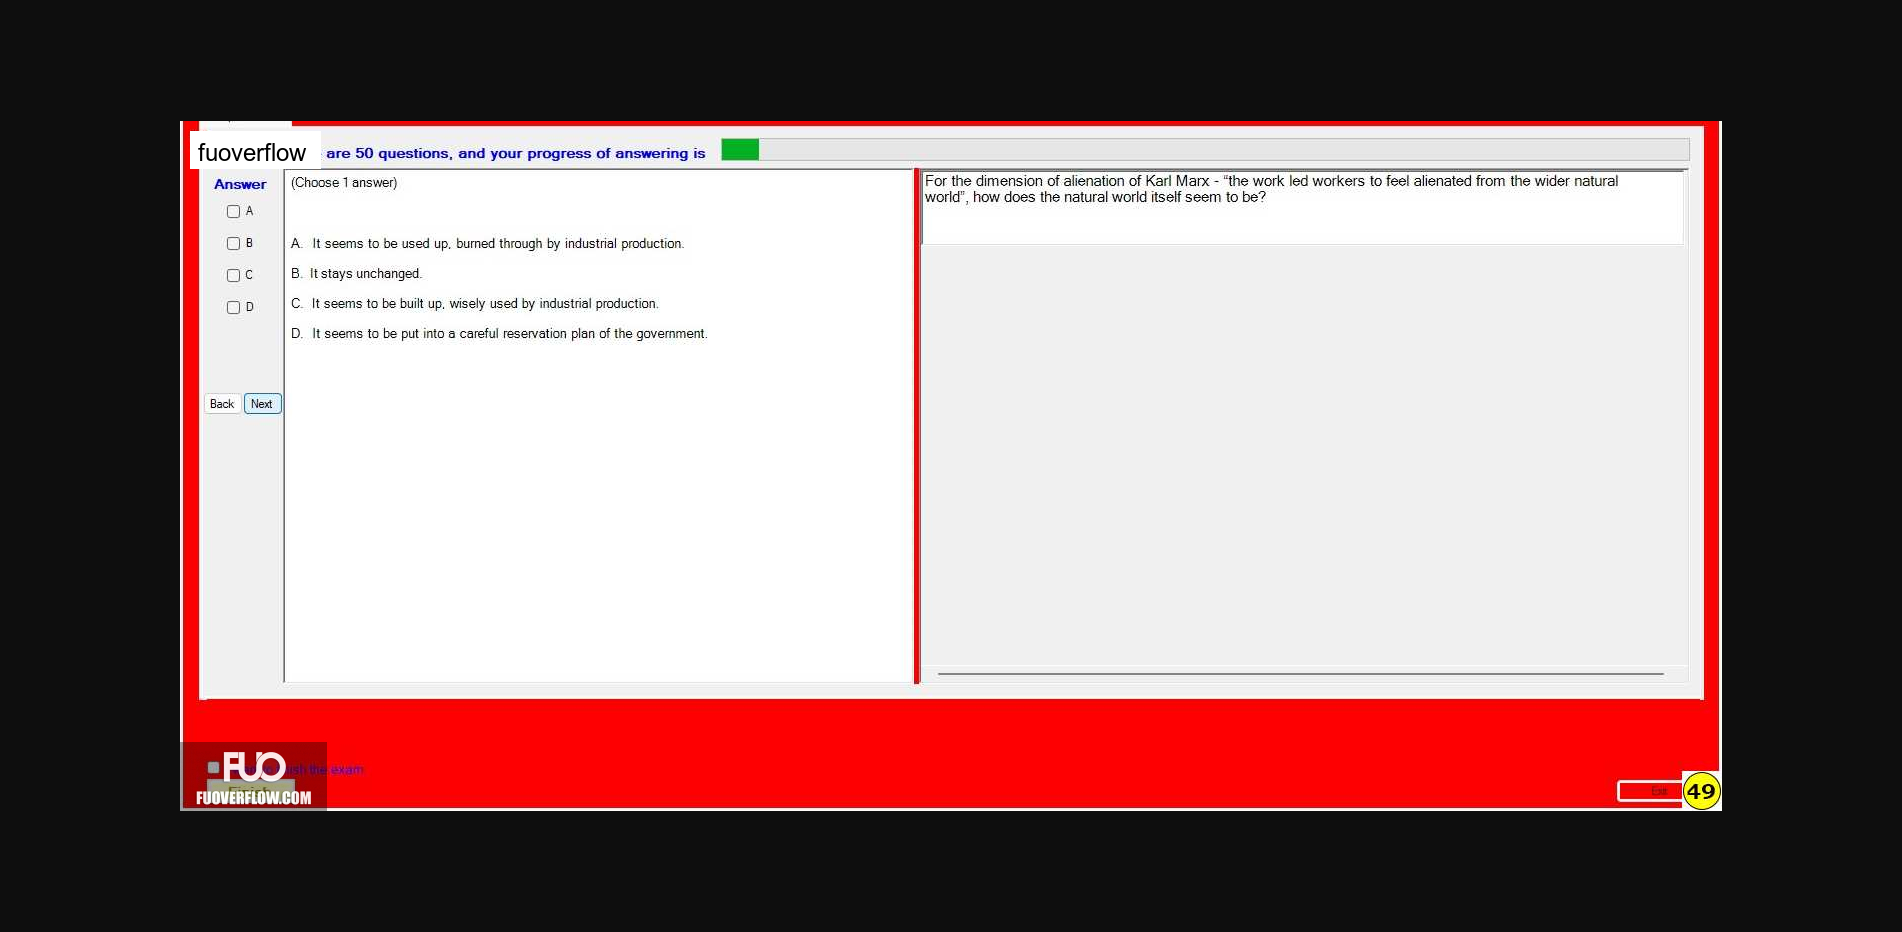 fuoverflow are 50 questions, and your progress of answering is
Answer
A
B
C
D
Back Next
(Choose 1 answer)
A. It seems to be used up, burned through by industrial production.
B. It stays unchanged.
C. It seems to be built up, wisely used by industrial production.
D. It seems to be put into a careful reservation plan of the government.
For the dimension of alienation of Karl Marx - “the work led workers to feel alienated from the wider natural
world”, how does the natural world itself seem to be?
FUO
the exam
Finish
FUOVERFLOW.COM
Exit
49